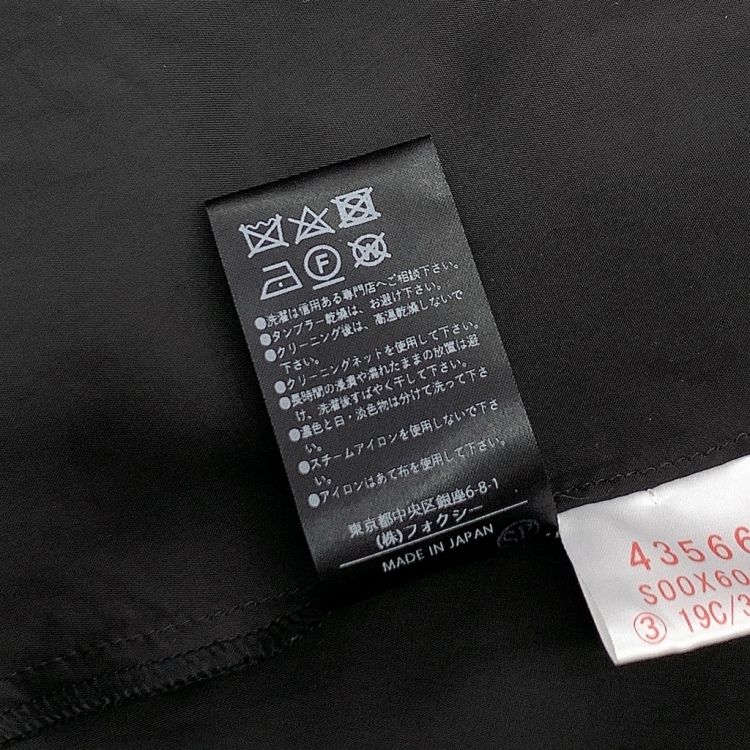 F
W
●洗濯は信用ある専門店へご相談下さい。
●タンブラー乾燥は、お避け下さい。
●クリーニング後は、高温乾燥しないで
下さい。
●クリーニングネットを使用して下さい。
●長時間の浸漬や濡れたままの放置は避
け、洗濯後すばやく干して下さい。
●濃色と白・淡色物は分けて洗って下さ
い。
●スチームアイロンを使用しないで下さ
い。
●アイロンはあて布を使用して下さい。
東京都中央区銀座6-8-1
(株)フォクシー
MADE IN JAPAN
43566
S00X60
③ 19C/3